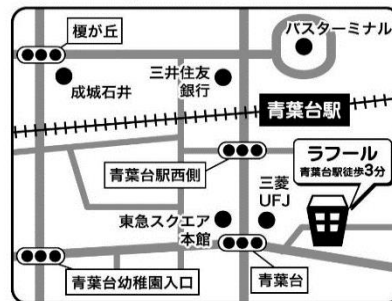 榎が丘
バスターミナル
成城石井
三井住友
銀行
青葉台駅
青葉台駅西側
ラフール
青葉台駅徒歩3分
三菱
UFJ
東急スクエア
本館
青葉台幼稚園入口
青葉台